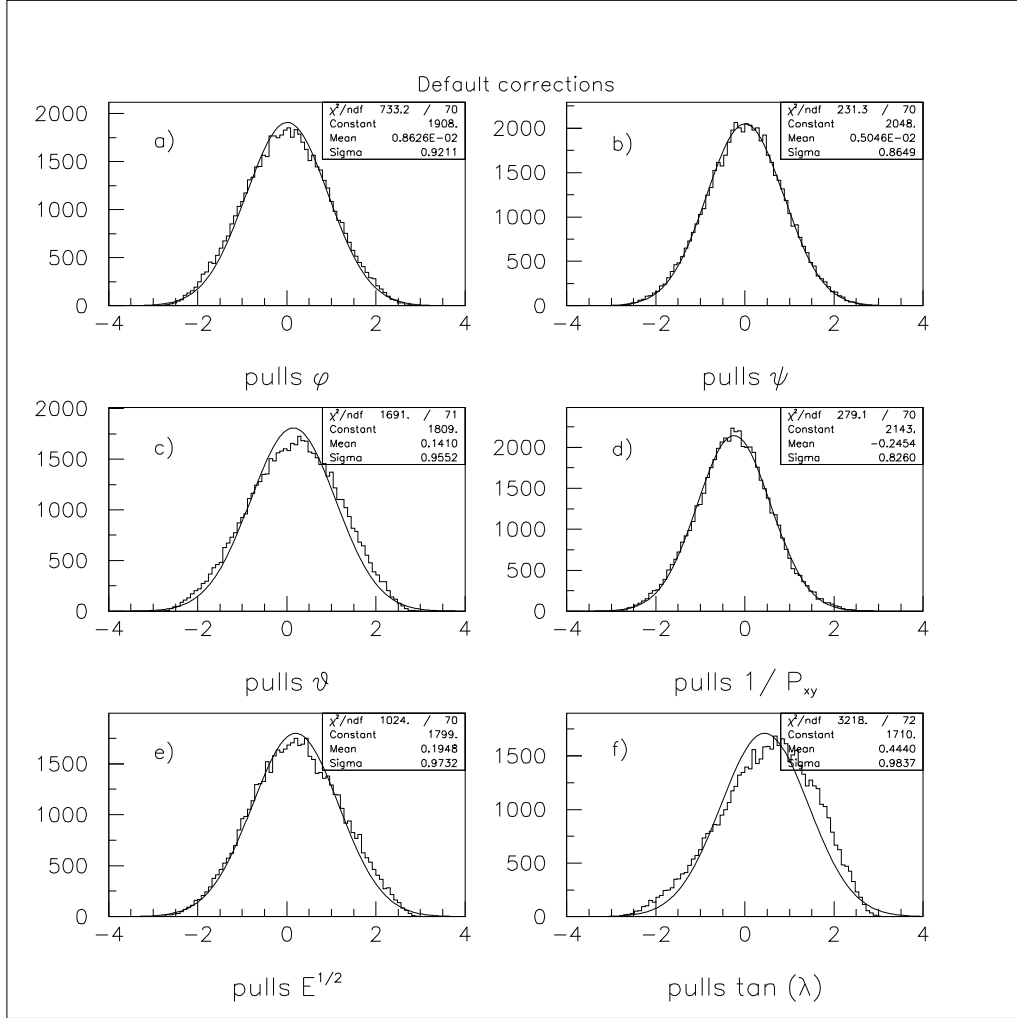 Default corrections
a)
χ²/ndf 733.2 / 70
Constant 1908.
Mean 0.8626E-02
Sigma 0.9211
2000
1500
1000
500
0
−4 −2 0 2 4
pulls φ
b)
χ²/ndf 231.3 / 70
Constant 2048.
Mean 0.5046E-02
Sigma 0.8649
2000
1500
1000
500
0
−4 −2 0 2 4
pulls ψ
c)
χ²/ndf 1691. / 71
Constant 1809.
Mean 0.1410
Sigma 0.9552
2000
1500
1000
500
0
−4 −2 0 2 4
pulls ϑ
d)
χ²/ndf 279.1 / 70
Constant 2143.
Mean -0.2454
Sigma 0.8260
2000
1500
1000
500
0
−4 −2 0 2 4
pulls 1/ P_xy
e)
χ²/ndf 1024. / 70
Constant 1799.
Mean 0.1948
Sigma 0.9732
1500
1000
500
0
−4 −2 0 2 4
pulls E^1/2
f)
χ²/ndf 3218. / 72
Constant 1710.
Mean 0.4440
Sigma 0.9837
1500
1000
500
0
−4 −2 0 2 4
pulls tan (λ)